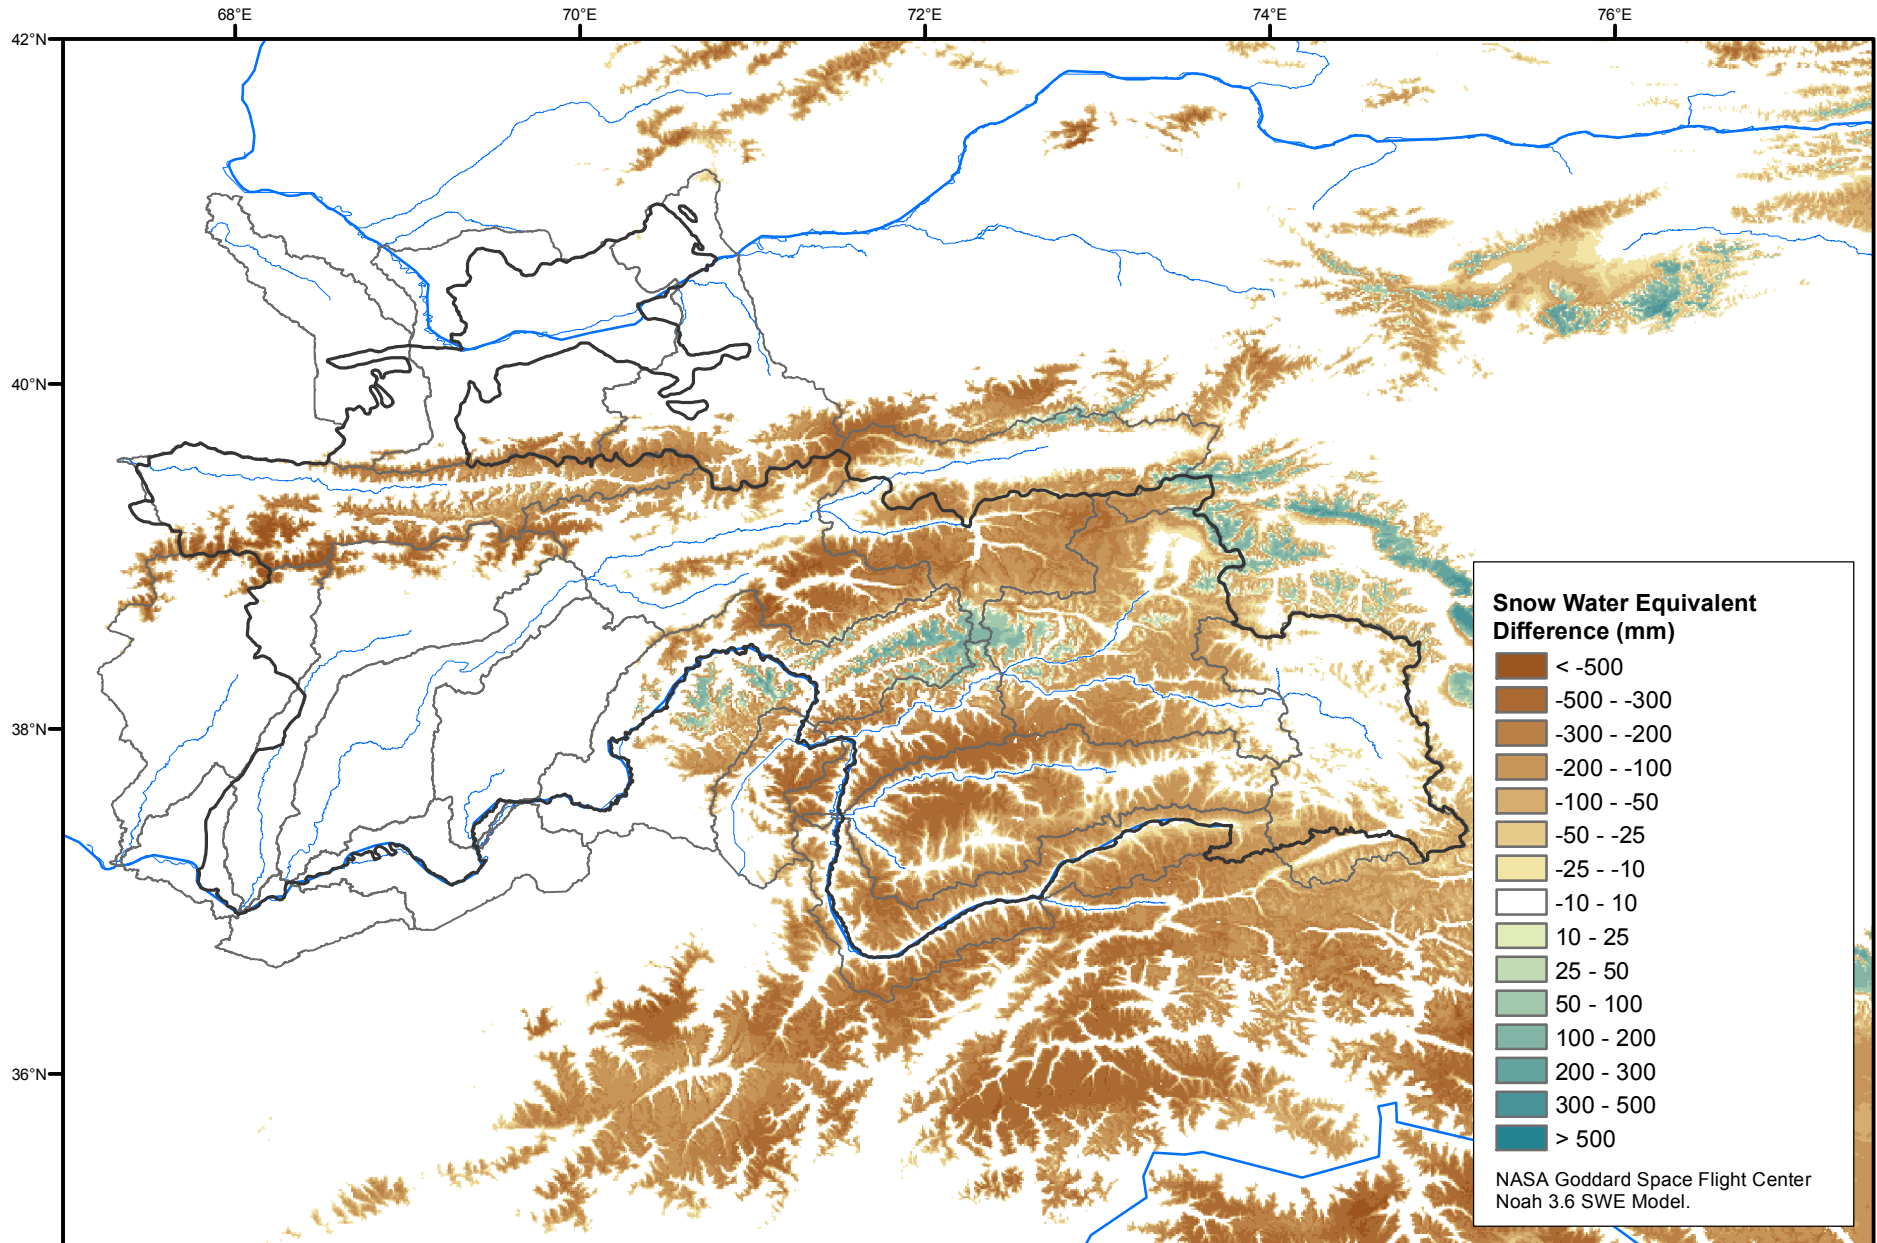 68°E 70°E 72°E 74°E 76°E
42°N
40°N
38°N
36°N
Snow Water Equivalent
Difference (mm)
< -500
-500 - -300
-300 - -200
-200 - -100
-100 - -50
-50 - -25
-25 - -10
-10 - 10
10 - 25
25 - 50
50 - 100
100 - 200
200 - 300
300 - 500
> 500
NASA Goddard Space Flight Center
Noah 3.6 SWE Model.